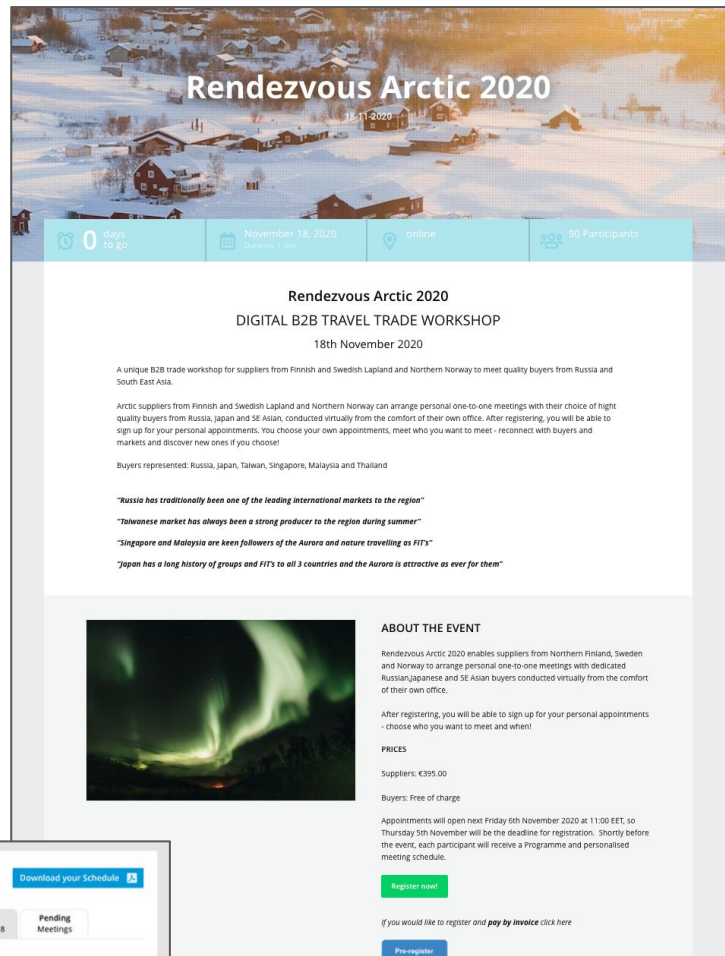 Rendezvous Arctic 2020
18-11-2020
0 days
to go
November 18, 2020
Duration: 1 Day
online
90 Participants
Rendezvous Arctic 2020
DIGITAL B2B TRAVEL TRADE WORKSHOP
18th November 2020
A unique B2B trade workshop for suppliers from Finnish and Swedish Lapland and Northern Norway to meet quality buyers from Russia and
South East Asia.
Arctic suppliers from Finnish and Swedish Lapland and Northern Norway can arrange personal one-to-one meetings with their choice of hight
quality buyers from Russia, Japan and SE Asian, conducted virtually from the comfort of their own office. After registering, you will be able to
sign up for your personal appointments. You choose your own appointments, meet who you want to meet - reconnect with buyers and
markets and discover new ones if you choose!
Buyers represented: Russia, Japan, Taiwan, Singapore, Malaysia and Thailand
"Russia has traditionally been one of the leading international markets to the region"
"Taiwanese market has always been a strong producer to the region during summer"
"Singapore and Malaysia are keen followers of the Aurora and nature travelling as FIT's"
"Japan has a long history of groups and FIT's to all 3 countries and the Aurora is attractive as ever for them"
ABOUT THE EVENT
Rendezvous Arctic 2020 enables suppliers from Northern Finland, Sweden
and Norway to arrange personal one-to-one meetings with dedicated
Russian,Japanese and SE Asian buyers conducted virtually from the comfort
of their own office.
After registering, you will be able to sign up for your personal appointments
- choose who you want to meet and when!
PRICES
Suppliers: €395.00
Buyers: Free of charge
Appointments will open next Friday 6th November 2020 at 11:00 EET, so
Thursday 5th November will be the deadline for registration. Shortly before
the event, each participant will receive a Programme and personalised
meeting schedule.
Register now!
If you would like to register and pay by invoice click here
Pre-register
Download your Schedule
8
Pending
Meetings